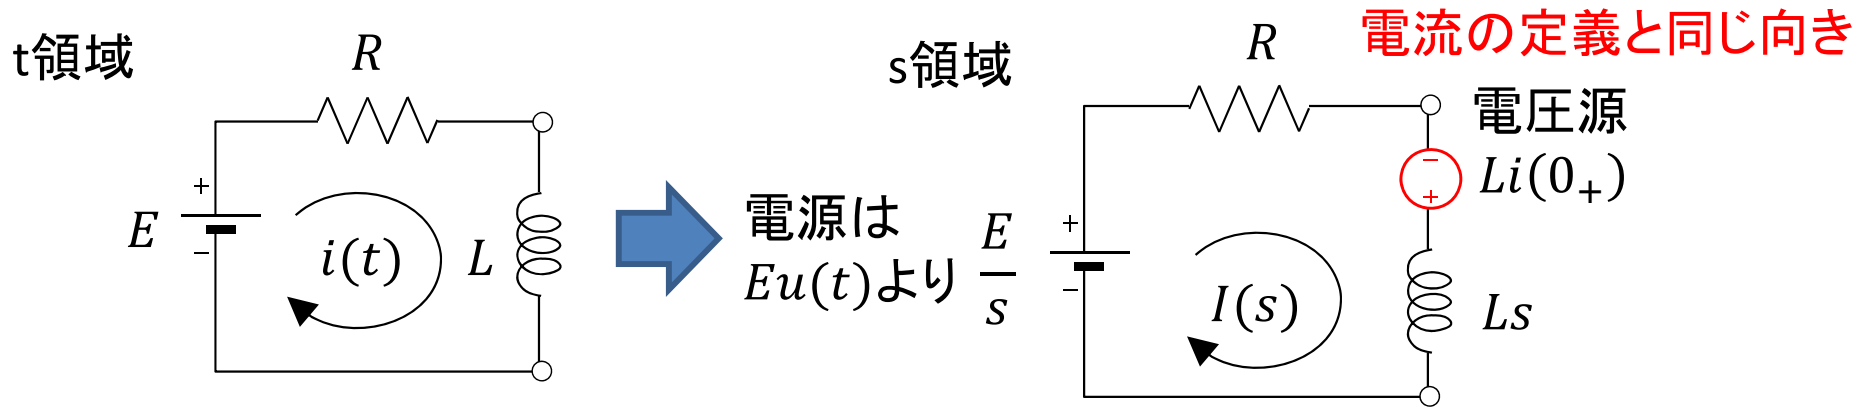 t領域
R
+
E
−
i(t)
L
電源は
Eu(t)より
s領域
R
電流の定義と同じ向き
電圧源
Li(0₊)
−
+
+
E
s
−
I(s)
Ls